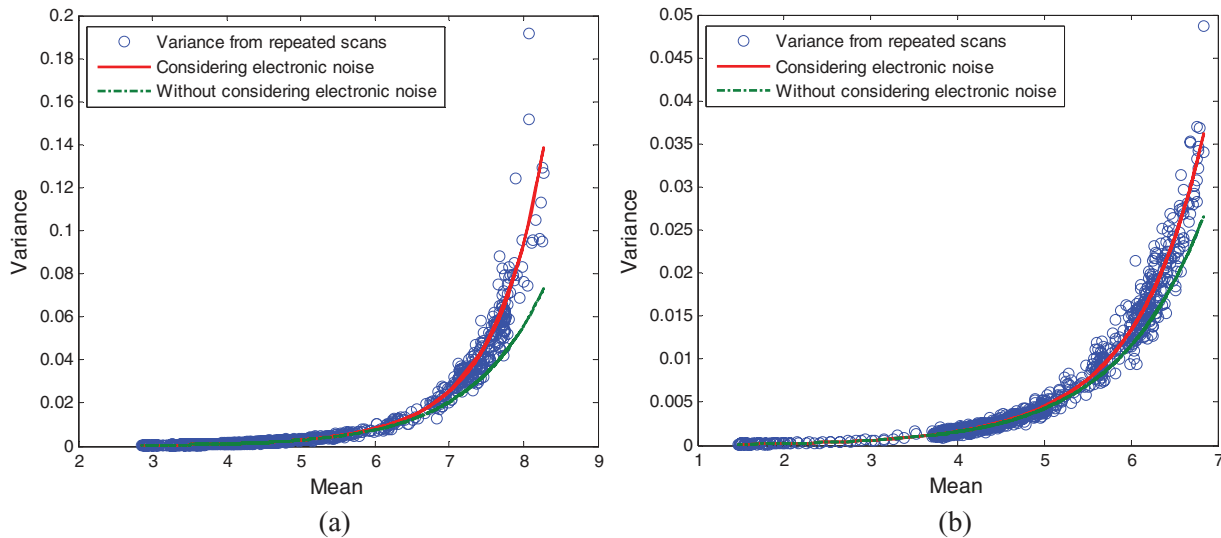 Variance from repeated scans
Considering electronic noise
Without considering electronic noise
0.2
0.18
0.16
0.14
0.12
0.1
0.08
0.06
0.04
0.02
0
Variance
2 3 4 5 6 7 8 9
Mean
(a)
Variance from repeated scans
Considering electronic noise
Without considering electronic noise
0.05
0.045
0.04
0.035
0.03
0.025
0.02
0.015
0.01
0.005
0
Variance
1 2 3 4 5 6 7
Mean
(b)